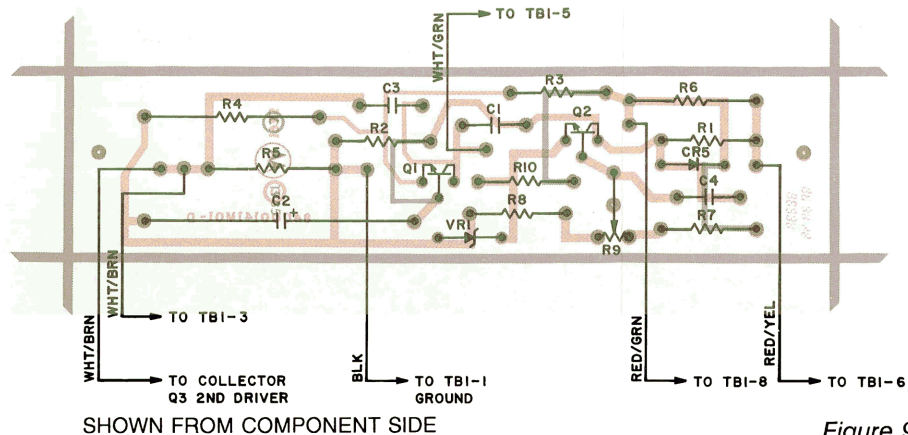 TO TB1-5
WHT/GRN
C3
R3
R6
R4
R2
C1
Q2
R1
R5
CR5
Q1
R10
C4
C2
+
R8
R7
VR1
R9
WHT/BRN
TO TB1-3
WHT/BRN
BLK
RED/GRN
RED/YEL
TO COLLECTOR
Q3 2ND DRIVER
TO TB1-1
GROUND
TO TB1-8
TO TB1-6
SHOWN FROM COMPONENT SIDE
Figure 9